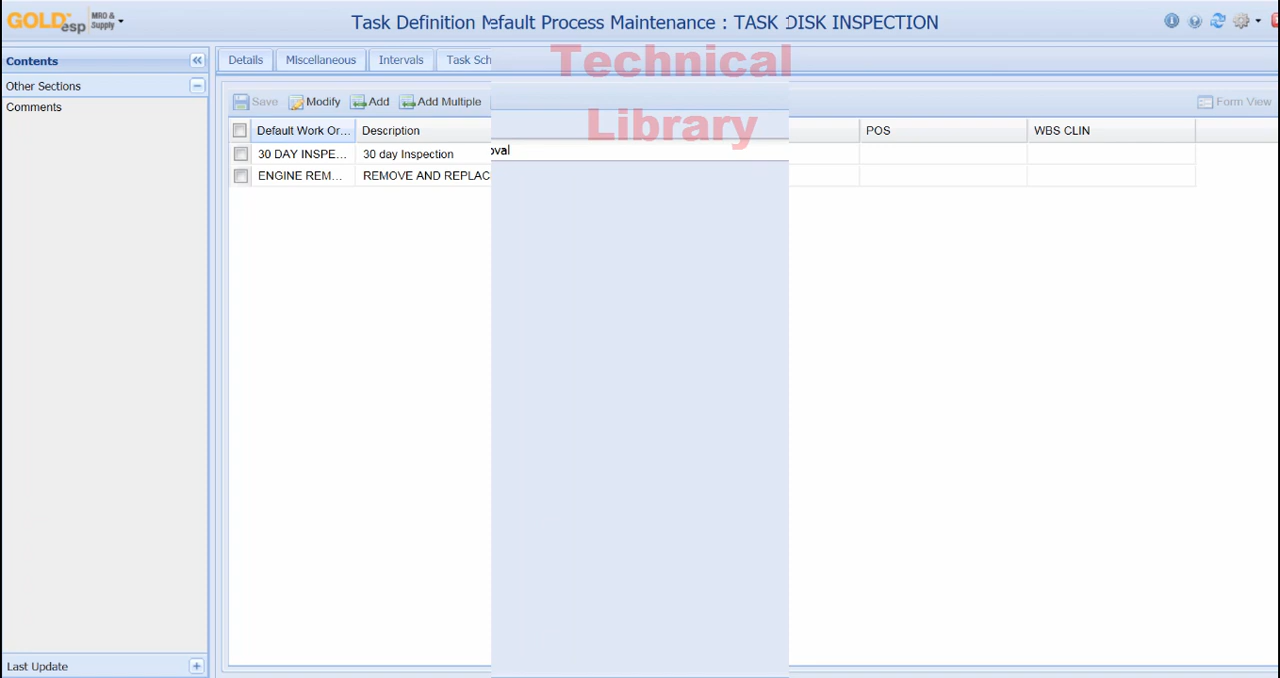 GOLDesp MRO & Supply
Task Definition Default Process Maintenance : TASK DISK INSPECTION
Contents
Other Sections
Comments
Details Miscellaneous Intervals Task Sch
Technical
Library
Save Modify Add Add Multiple Form View
Default Work Or... Description POS WBS CLIN
30 DAY INSPE... 30 day Inspection oval
ENGINE REM... REMOVE AND REPLAC
Last Update